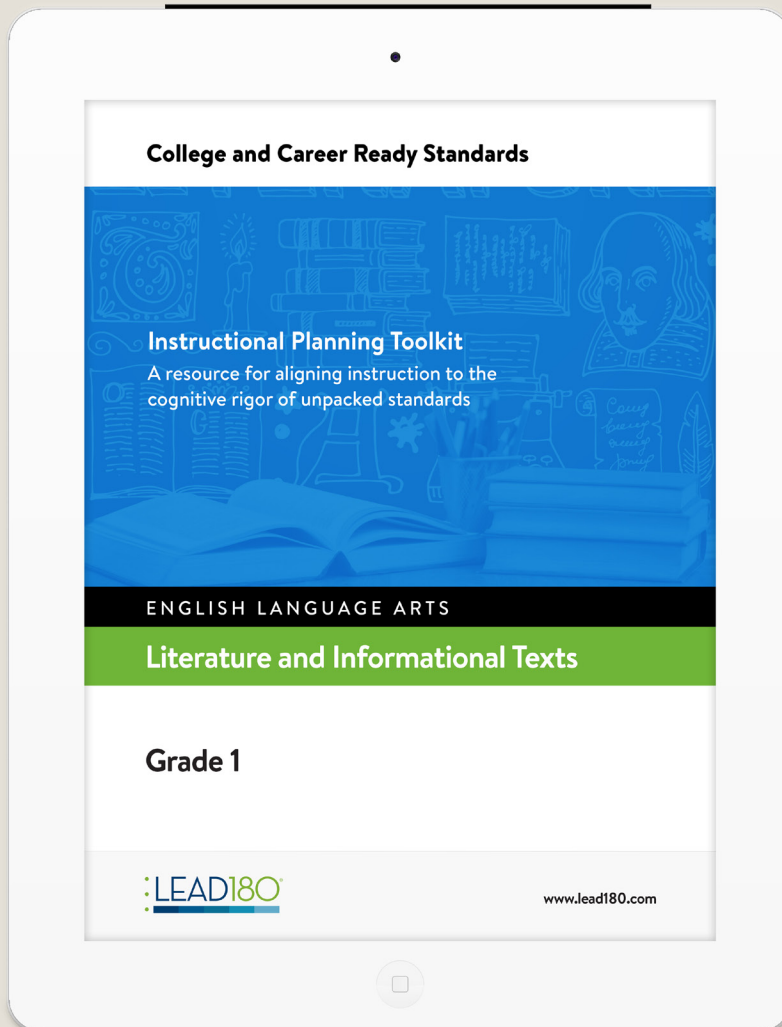 College and Career Ready Standards
Instructional Planning Toolkit
A resource for aligning instruction to the
cognitive rigor of unpacked standards
ENGLISH LANGUAGE ARTS
Literature and Informational Texts
Grade 1
LEAD180
www.lead180.com